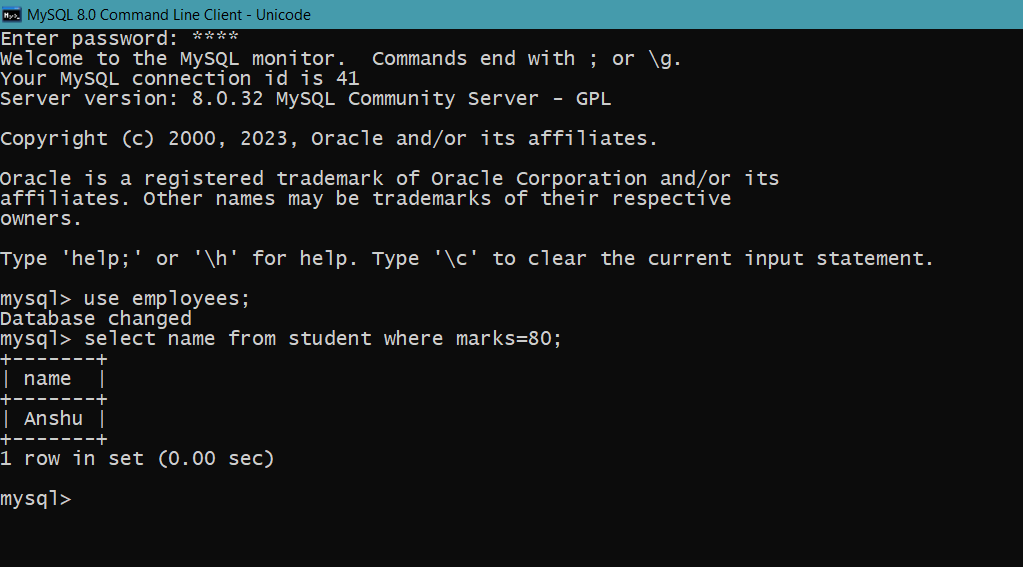 MySQL 8.0 Command Line Client - Unicode
Enter password: ****
Welcome to the MySQL monitor.  Commands end with ; or \g.
Your MySQL connection id is 41
Server version: 8.0.32 MySQL Community Server - GPL

Copyright (c) 2000, 2023, Oracle and/or its affiliates.

Oracle is a registered trademark of Oracle Corporation and/or its
affiliates. Other names may be trademarks of their respective
owners.

Type 'help;' or '\h' for help. Type '\c' to clear the current input statement.

mysql> use employees;
Database changed
mysql> select name from student where marks=80;
+-------+
| name  |
+-------+
| Anshu |
+-------+
1 row in set (0.00 sec)

mysql>